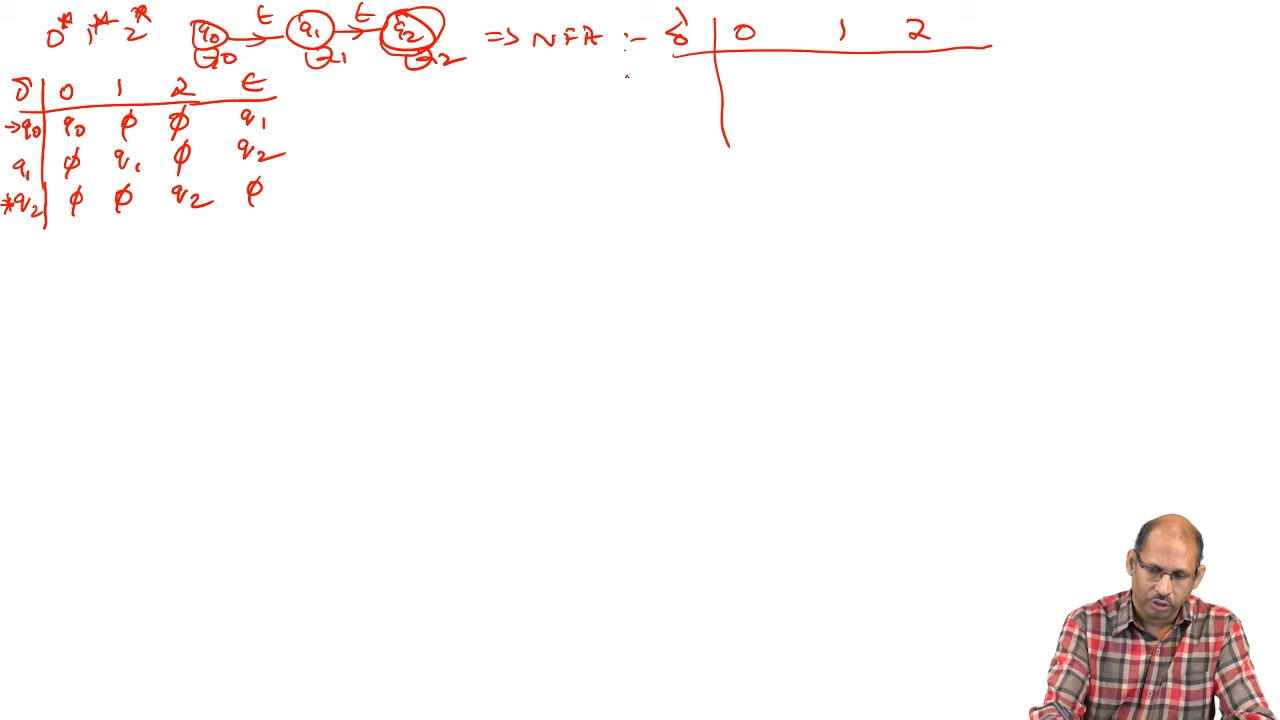 0* 1* 2*
q0 ε q1 ε q2
0 1 2
⇒ NFA :- δ̂ 0 1 2
δ 0 1 2 ε
→q0 q0 ϕ ϕ q1
q1 ϕ q1 ϕ q2
*q2 ϕ ϕ q2 ϕ